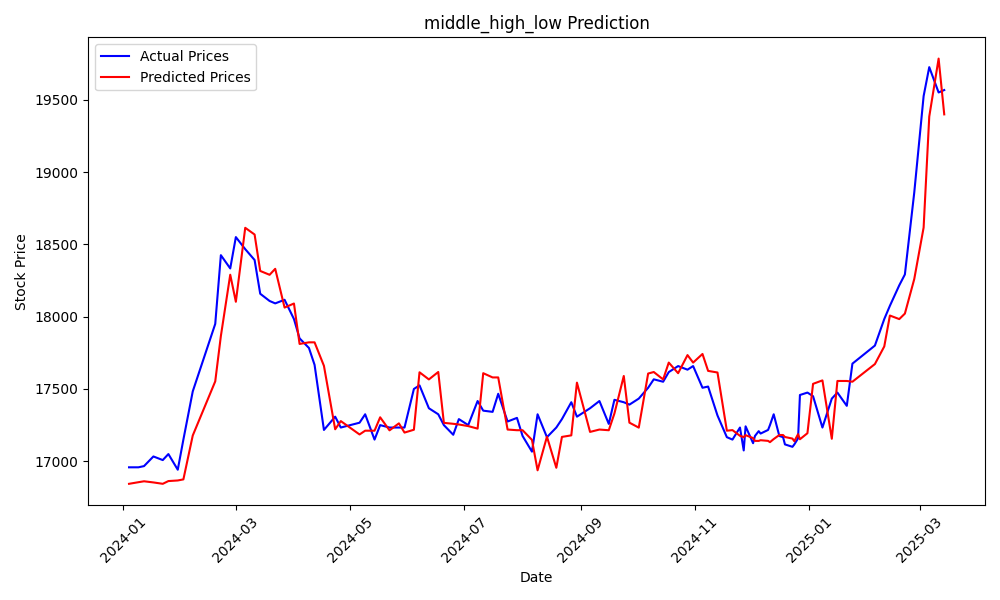 middle_high_low Prediction
Actual Prices
Predicted Prices
Stock Price
19500
19000
18500
18000
17500
17000
2024-01
2024-03
2024-05
2024-07
2024-09
2024-11
2025-01
2025-03
Date